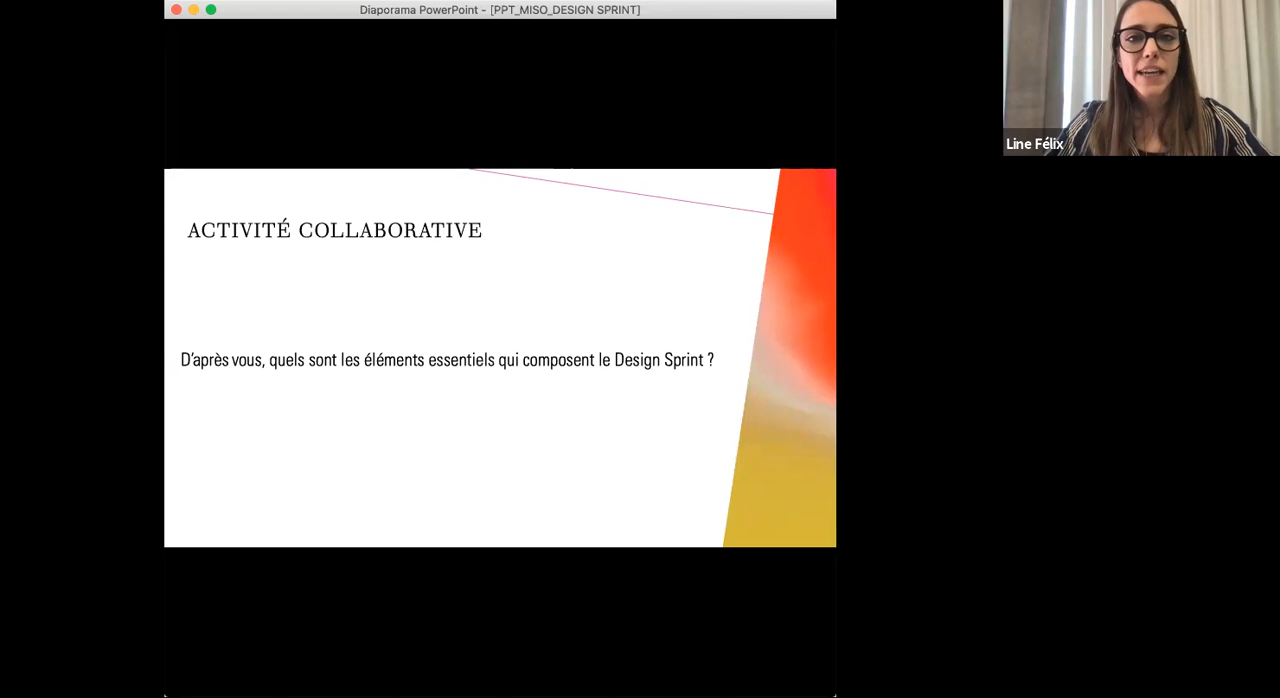 Diaporama PowerPoint - [PPT_MISO_DESIGN SPRINT]
Line Félix
ACTIVITÉ COLLABORATIVE
D'après vous, quels sont les éléments essentiels qui composent le Design Sprint ?